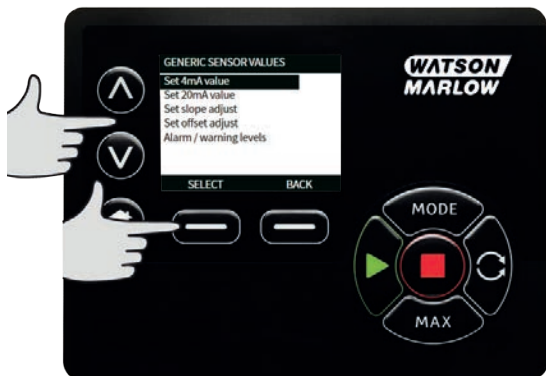 GENERIC SENSOR VALUES
Set 4mA value
Set 20mA value
Set slope adjust
Set offset adjust
Alarm / warning levels
SELECT BACK
WATSON
MARLOW
MODE
MAX